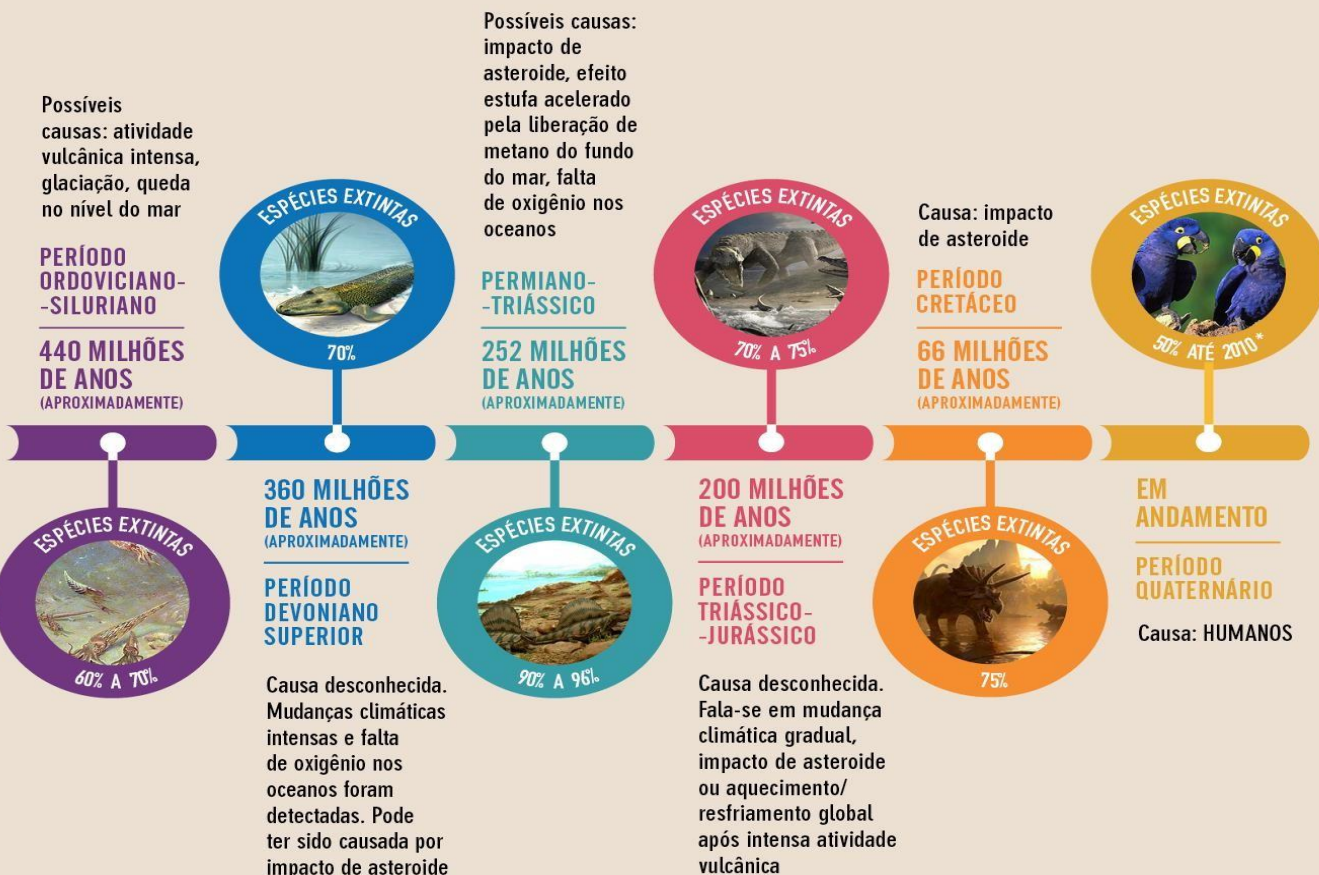 Possíveis
causas: atividade
vulcânica intensa,
glaciação, queda
no nível do mar
PERÍODO
ORDOVICIANO-
-SILURIANO
440 MILHÕES
DE ANOS
(APROXIMADAMENTE)
ESPÉCIES EXTINTAS
60% A 70%
ESPÉCIES EXTINTAS
70%
360 MILHÕES
DE ANOS
(APROXIMADAMENTE)
PERÍODO
DEVONIANO
SUPERIOR
Causa desconhecida.
Mudanças climáticas
intensas e falta
de oxigênio nos
oceanos foram
detectadas. Pode
ter sido causada por
impacto de asteroide
Possíveis causas:
impacto de
asteroide, efeito
estufa acelerado
pela liberação de
metano do fundo
do mar, falta
de oxigênio nos
oceanos
PERMIANO-
-TRIÁSSICO
252 MILHÕES
DE ANOS
(APROXIMADAMENTE)
ESPÉCIES EXTINTAS
90% A 96%
ESPÉCIES EXTINTAS
70% A 75%
200 MILHÕES
DE ANOS
(APROXIMADAMENTE)
PERÍODO
TRIÁSSICO-
-JURÁSSICO
Causa desconhecida.
Fala-se em mudança
climática gradual,
impacto de asteroide
ou aquecimento/
resfriamento global
após intensa atividade
vulcânica
Causa: impacto
de asteroide
PERÍODO
CRETÁCEO
66 MILHÕES
DE ANOS
(APROXIMADAMENTE)
ESPÉCIES EXTINTAS
75%
ESPÉCIES EXTINTAS
50% ATÉ 2010*
EM
ANDAMENTO
PERÍODO
QUATERNÁRIO
Causa: HUMANOS